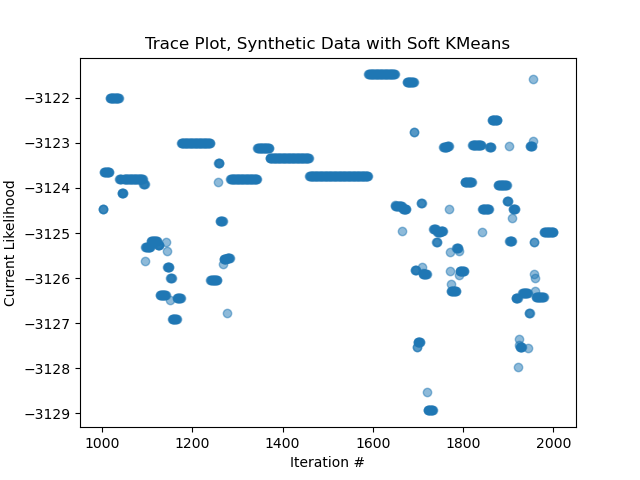 Trace Plot, Synthetic Data with Soft KMeans
−3122
−3123
−3124
−3125
−3126
−3127
−3128
−3129
Current Likelihood
1000 1200 1400 1600 1800 2000
Iteration #